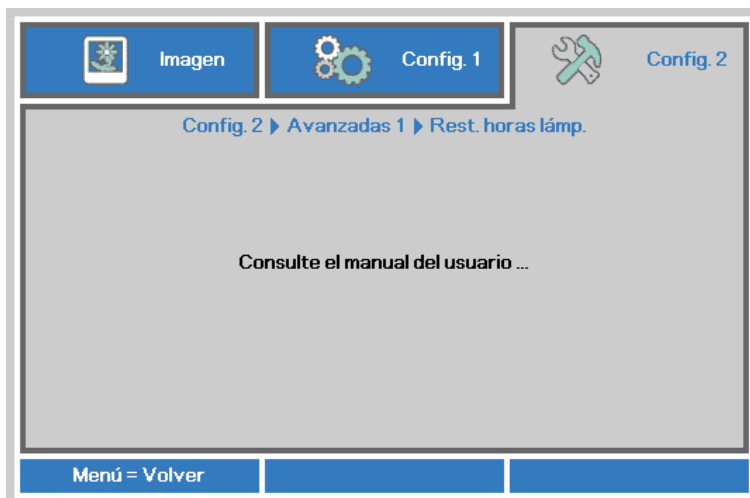 Imagen
Config. 1
Config. 2
Config. 2 ▶ Avanzadas 1 ▶ Rest. horas lámp.
Consulte el manual del usuario ...
Menú = Volver